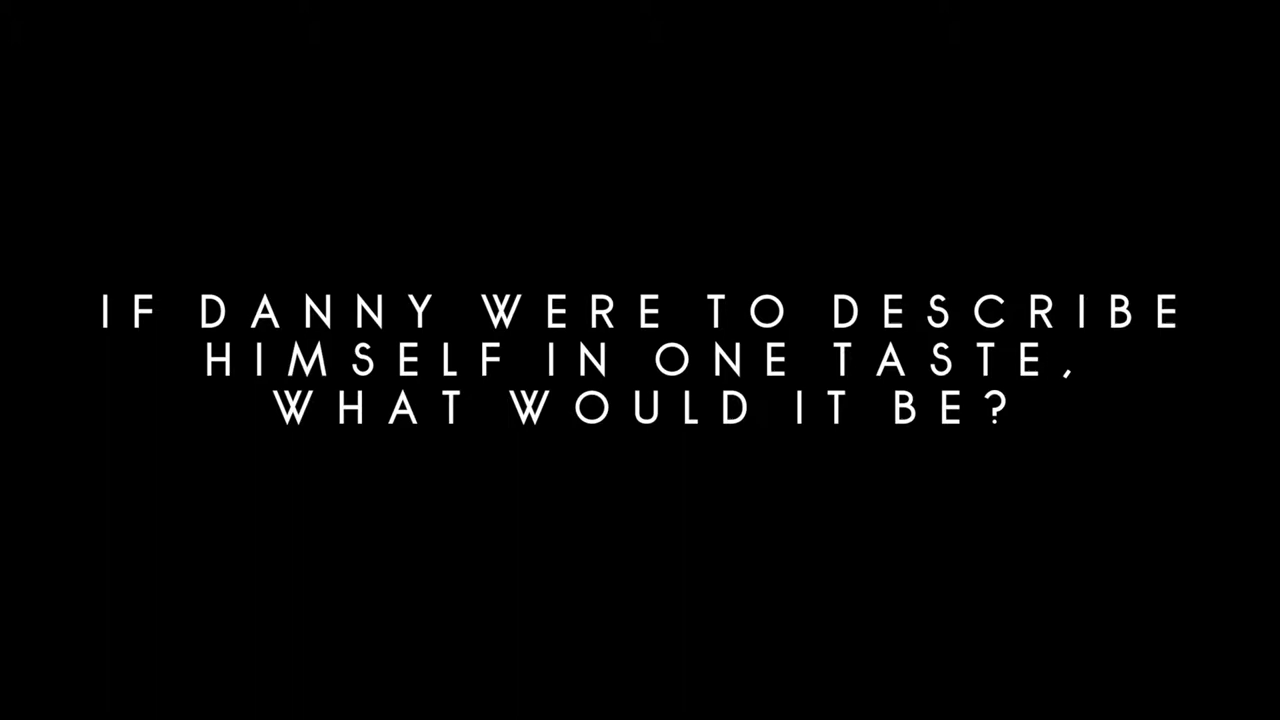 IF DANNY WERE TO DESCRIBE
HIMSELF IN ONE TASTE,
WHAT WOULD IT BE?